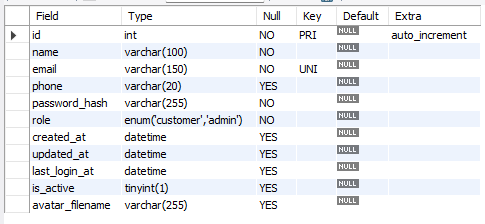 Field Type Null Key Default Extra
id int NO PRI NULL auto_increment
name varchar(100) NO NULL
email varchar(150) NO UNI NULL
phone varchar(20) YES NULL
password_hash varchar(255) NO NULL
role enum('customer','admin') NO NULL
created_at datetime YES NULL
updated_at datetime YES NULL
last_login_at datetime YES NULL
is_active tinyint(1) YES NULL
avatar_filename varchar(255) YES NULL